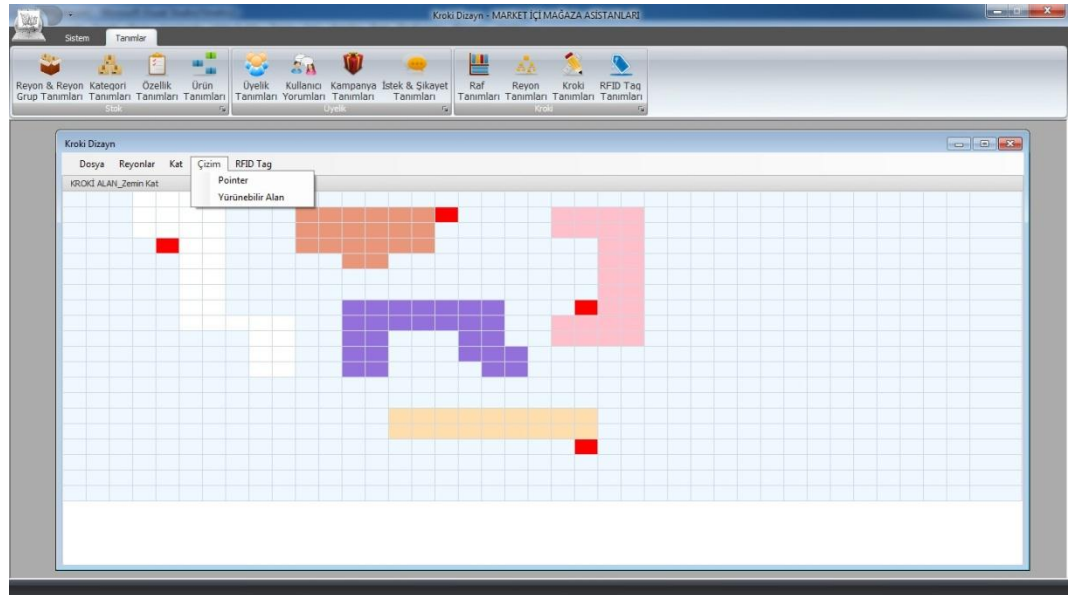 Kroki Dizayn - MARKET İÇİ MAĞAZA ASİSTANLARI
Sistem Tanımlar
Reyon & Reyon Kategori Özellik Ürün Üyelik Kullanıcı Kampanya İstek & Şikayet Raf Reyon Kroki RFID Tag
Grup Tanımları Tanımları Tanımları Tanımları Tanımları Yorumları Tanımları Tanımları Tanımları Tanımları Tanımları Tanımları
Stok Üyelik Kroki
Kroki Dizayn
Dosya Reyonlar Kat Çizim RFID Tag
KROKİ ALAN_Zemin Kat
Pointer
Yürünebilir Alan